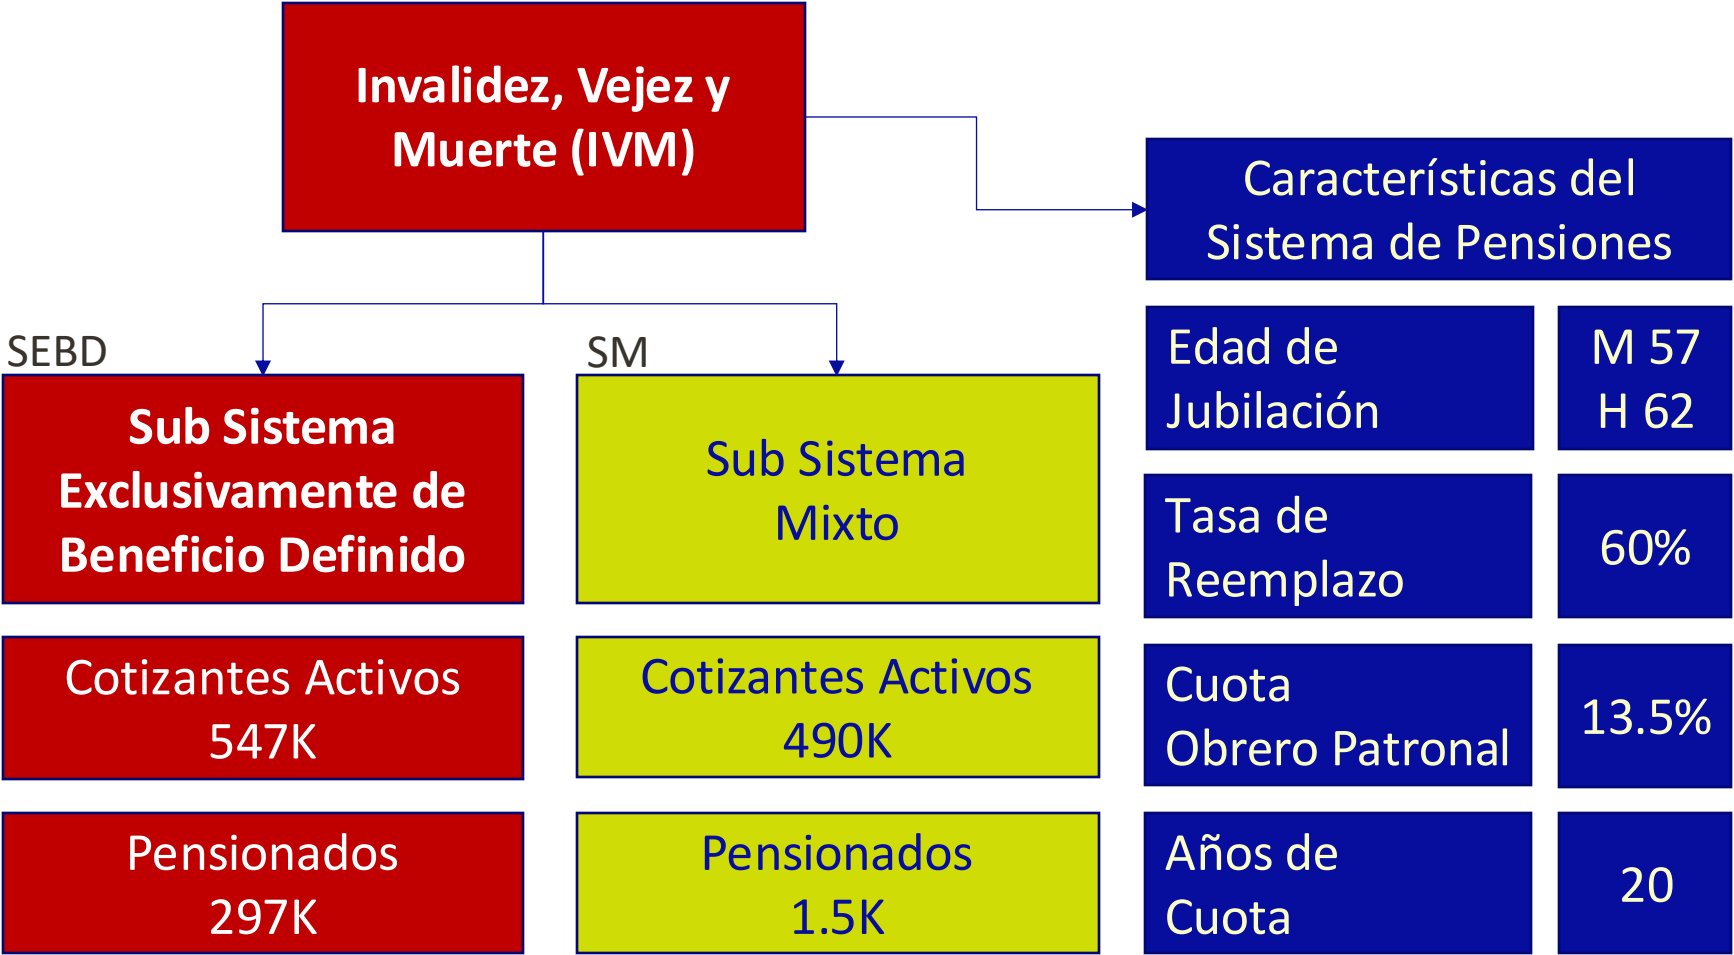 Invalidez, Vejez y
Muerte (IVM)
SEBD
Sub Sistema
Exclusivamente de
Beneficio Definido
Cotizantes Activos
547K
Pensionados
297K
SM
Sub Sistema
Mixto
Cotizantes Activos
490K
Pensionados
1.5K
Características del
Sistema de Pensiones
Edad de
Jubilación
M 57
H 62
Tasa de
Reemplazo
60%
Cuota
Obrero Patronal
13.5%
Años de
Cuota
20